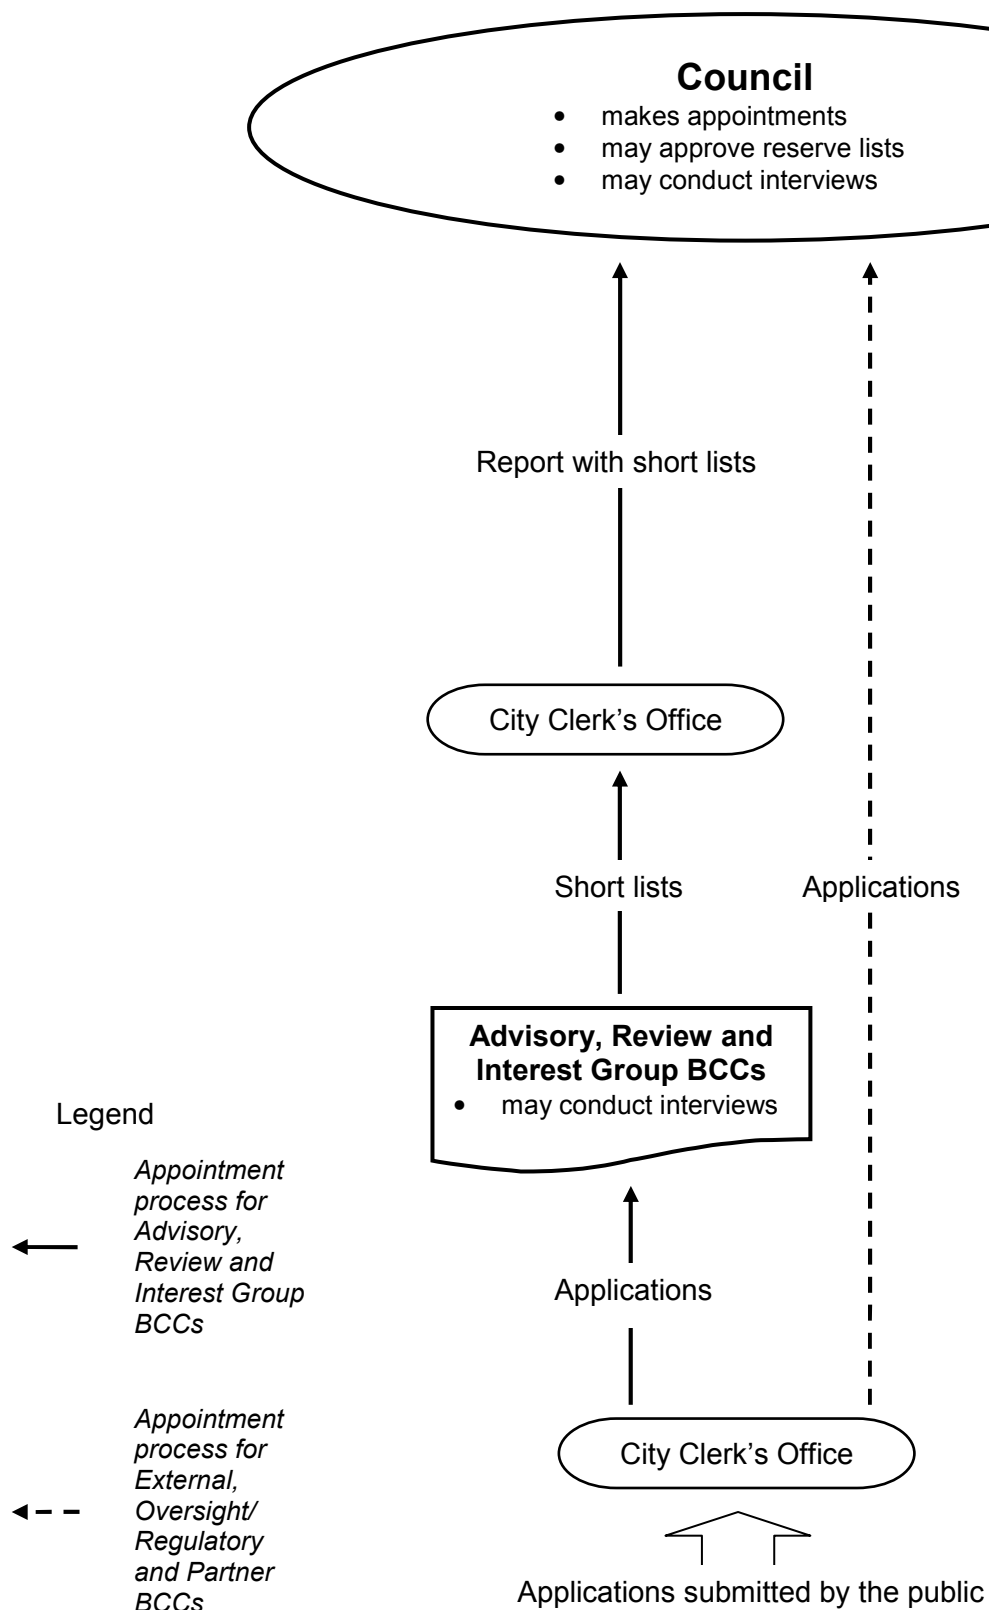 Council
• makes appointments
• may approve reserve lists
• may conduct interviews
Report with short lists
City Clerk’s Office
Short lists
Applications
Advisory, Review and
Interest Group BCCs
• may conduct interviews
Legend
Appointment
process for
Advisory,
Review and
Interest Group
BCCs
Applications
Appointment
process for
External,
Oversight/
Regulatory
and Partner
BCCs
City Clerk’s Office
Applications submitted by the public